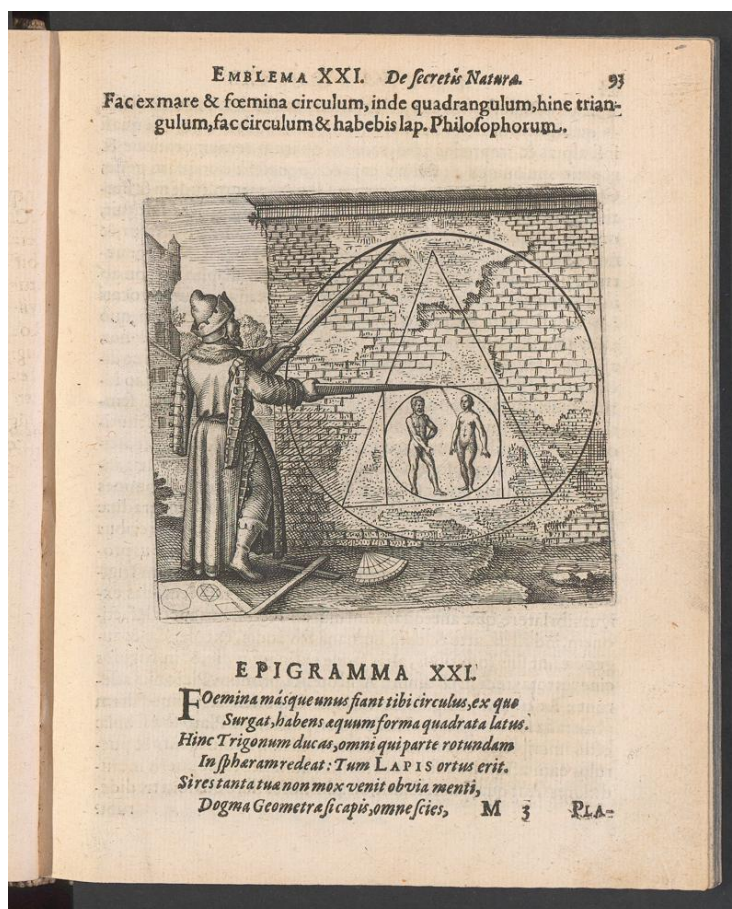 EMBLEMA XXI. De secretis Naturæ. 93
Fac ex mare & fœmina circulum, inde quadrangulum, hinc trian-
gulum, fac circulum & habebis lap. Philosophorum.
EPIGRAMMA XXI.
FOemina másque unus fiant tibi circulus, ex quo
Surgat, habens æquum forma quadrata latus.
Hinc Trigonum ducas, omni qui parte rotundam
In sphæram redeat: Tum LAPIS ortus erit.
Si res tanta tuæ non mox venit obvia menti,
Dogma Geometræ si capis, omne scies,
M 3 PLA-